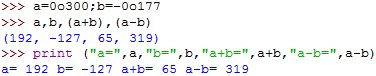 >>> a=0o300;b=-0o177
>>> a,b,(a+b),(a-b)
(192, -127, 65, 319)
>>> print ("a=",a,"b=",b,"a+b=",a+b,"a-b=",a-b)
a= 192 b= -127 a+b= 65 a-b= 319